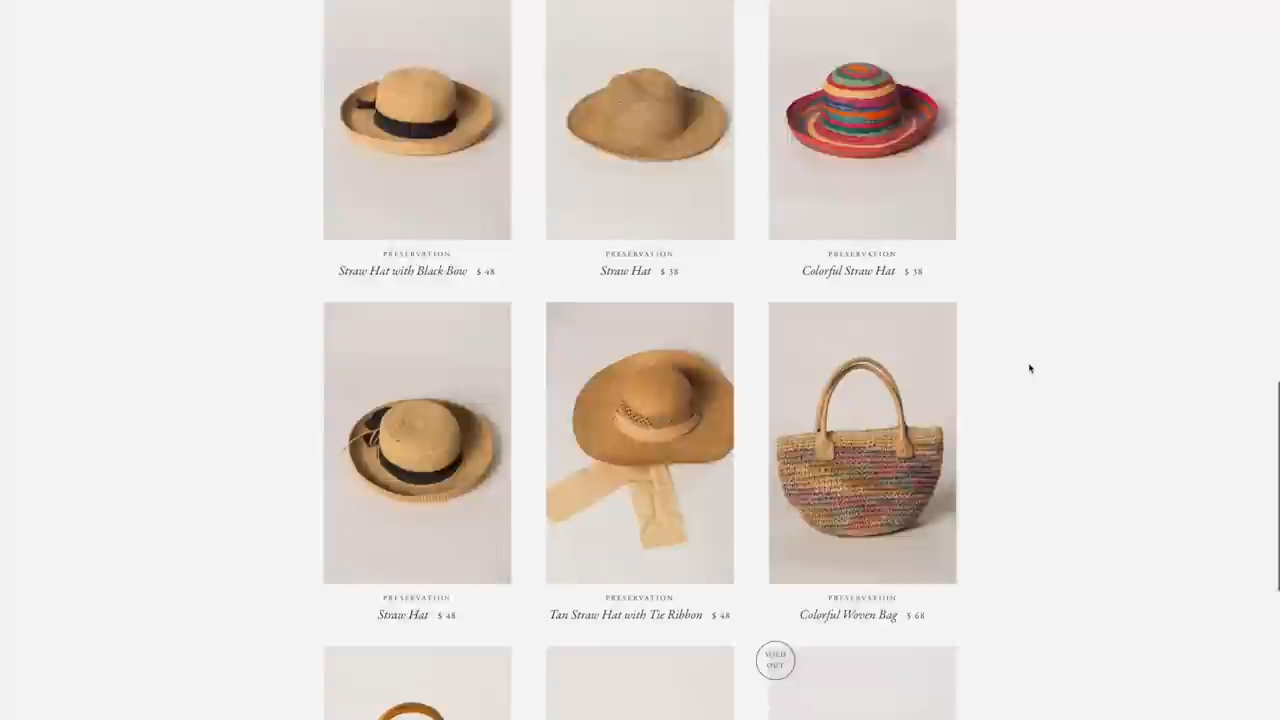 PRESERVATION
Straw Hat with Black Bow $ 48
PRESERVATION
Straw Hat $ 38
PRESERVATION
Colorful Straw Hat $ 38
PRESERVATION
Straw Hat $ 48
PRESERVATION
Tan Straw Hat with Tie Ribbon $ 48
PRESERVATION
Colorful Woven Bag $ 68
SOLD
OUT